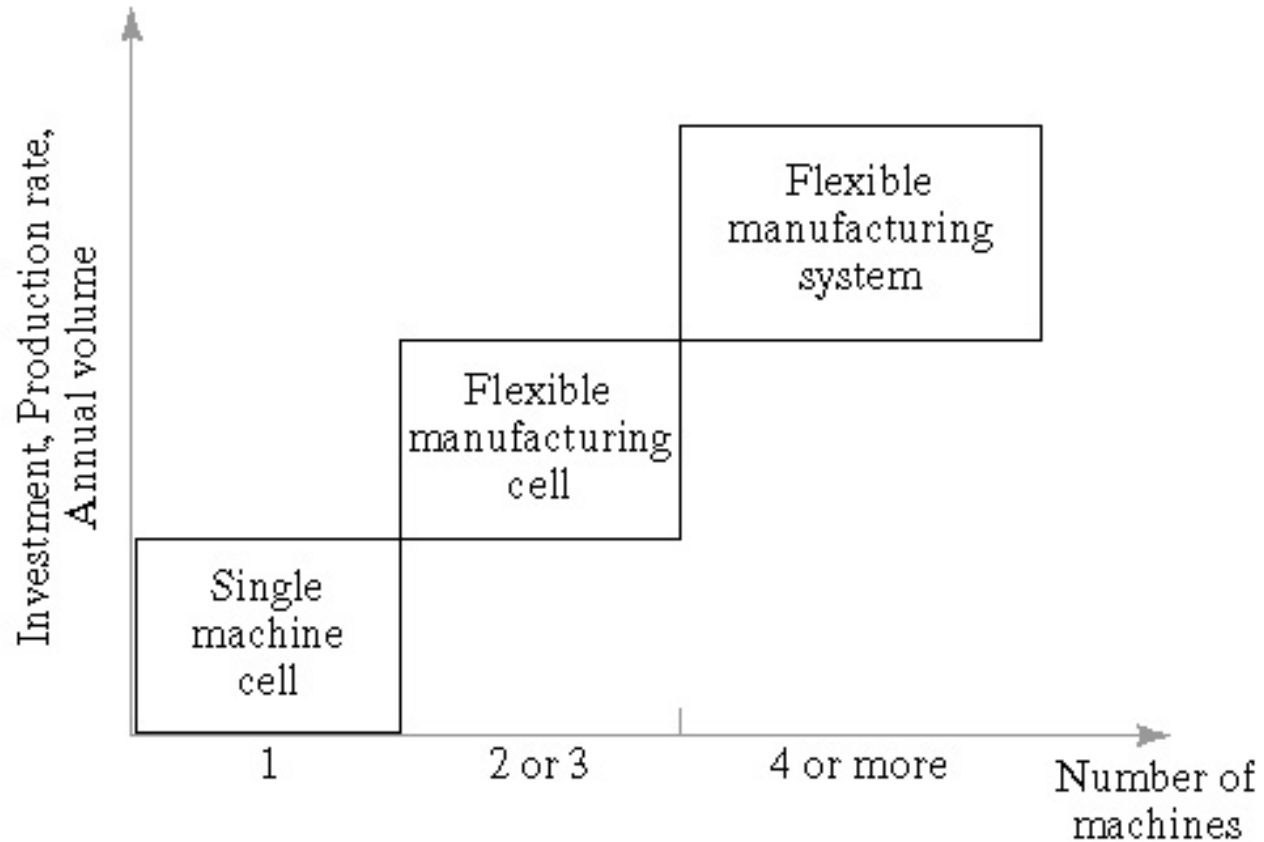 Investment, Production rate,
Annual volume
Flexible
manufacturing
system
Flexible
manufacturing
cell
Single
machine
cell
1
2 or 3
4 or more
Number of
machines